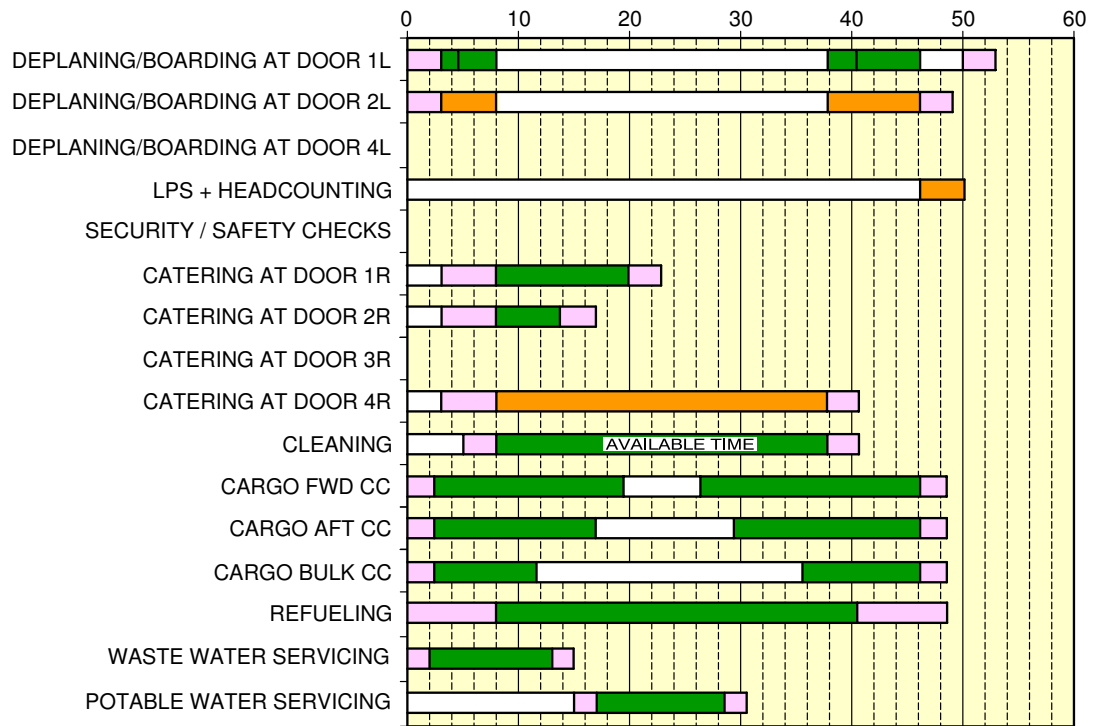 0 10 20 30 40 50 60
DEPLANING/BOARDING AT DOOR 1L
DEPLANING/BOARDING AT DOOR 2L
DEPLANING/BOARDING AT DOOR 4L
LPS + HEADCOUNTING
SECURITY / SAFETY CHECKS
CATERING AT DOOR 1R
CATERING AT DOOR 2R
CATERING AT DOOR 3R
CATERING AT DOOR 4R
CLEANING AVAILABLE TIME
CARGO FWD CC
CARGO AFT CC
CARGO BULK CC
REFUELING
WASTE WATER SERVICING
POTABLE WATER SERVICING